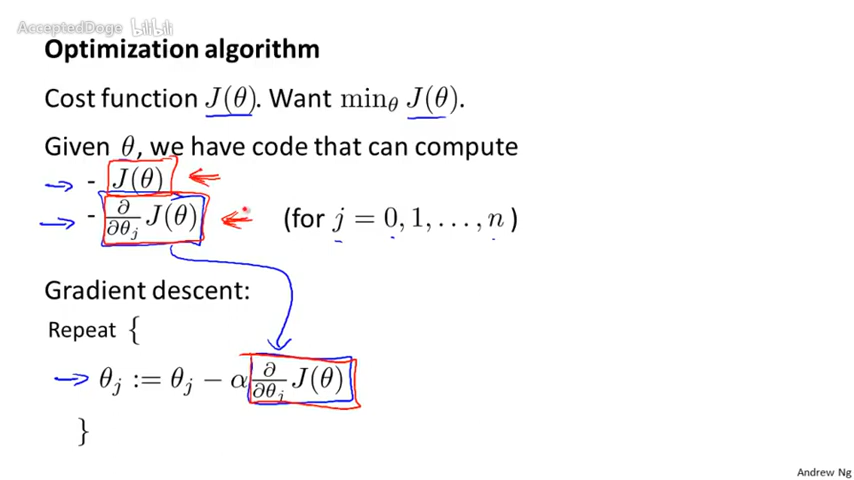 AcceptedDoge bilibili
Optimization algorithm
Cost function J(θ). Want min_θ J(θ).
Given θ, we have code that can compute
- J(θ)
- ∂/∂θ_j J(θ) (for j = 0, 1, . . . , n )
Gradient descent:
Repeat {
θ_j := θ_j − α ∂/∂θ_j J(θ)
}
Andrew Ng